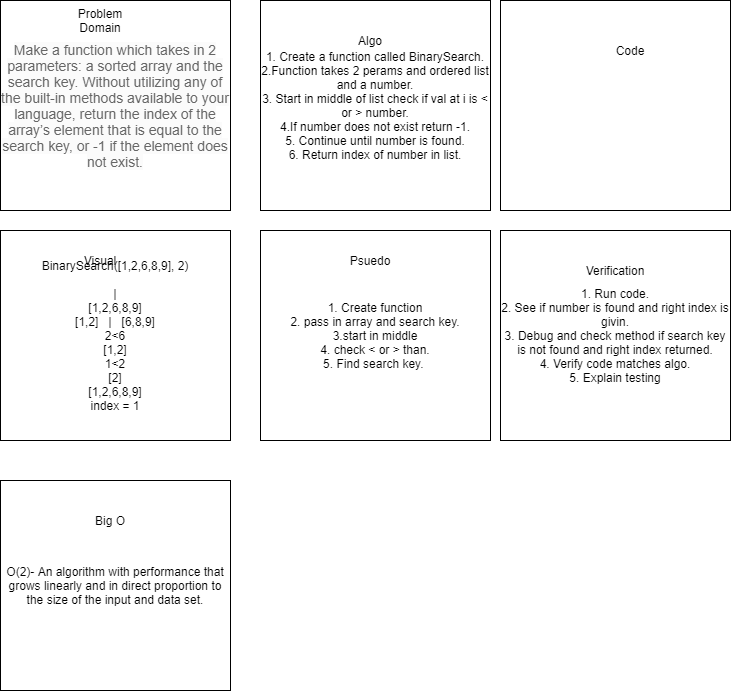 Problem
Domain
Make a function which takes in 2
parameters: a sorted array and the
search key. Without utilizing any of
the built-in methods available to your
language, return the index of the
array's element that is equal to the
search key, or -1 if the element does
not exist.
Algo
1. Create a function called BinarySearch.
2.Function takes 2 perams and ordered list
and a number.
3. Start in middle of list check if val at i is <
or > number.
4.If number does not exist return -1.
5. Continue until number is found.
6. Return index of number in list.
Code
Visual
BinarySearch([1,2,6,8,9], 2)
|
[1,2,6,8,9]
[1,2] | [6,8,9]
2<6
[1,2]
1<2
[2]
[1,2,6,8,9]
index = 1
Psuedo
1. Create function
2. pass in array and search key.
3.start in middle
4. check < or > than.
5. Find search key.
Verification
1. Run code.
2. See if number is found and right index is
givin.
3. Debug and check method if search key
is not found and right index returned.
4. Verify code matches algo.
5. Explain testing
Big O
O(2)- An algorithm with performance that
grows linearly and in direct proportion to
the size of the input and data set.